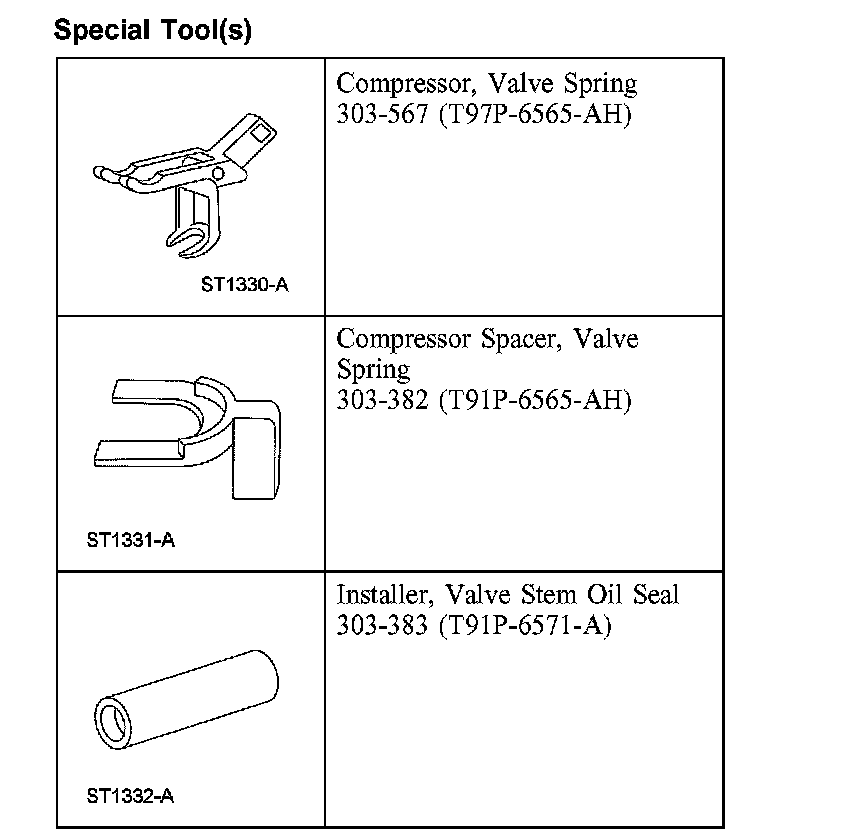 Special Tool(s)
ST1330-A
Compressor, Valve Spring
303-567 (T97P-6565-AH)
ST1331-A
Compressor Spacer, Valve
Spring
303-382 (T91P-6565-AH)
ST1332-A
Installer, Valve Stem Oil Seal
303-383 (T91P-6571-A)